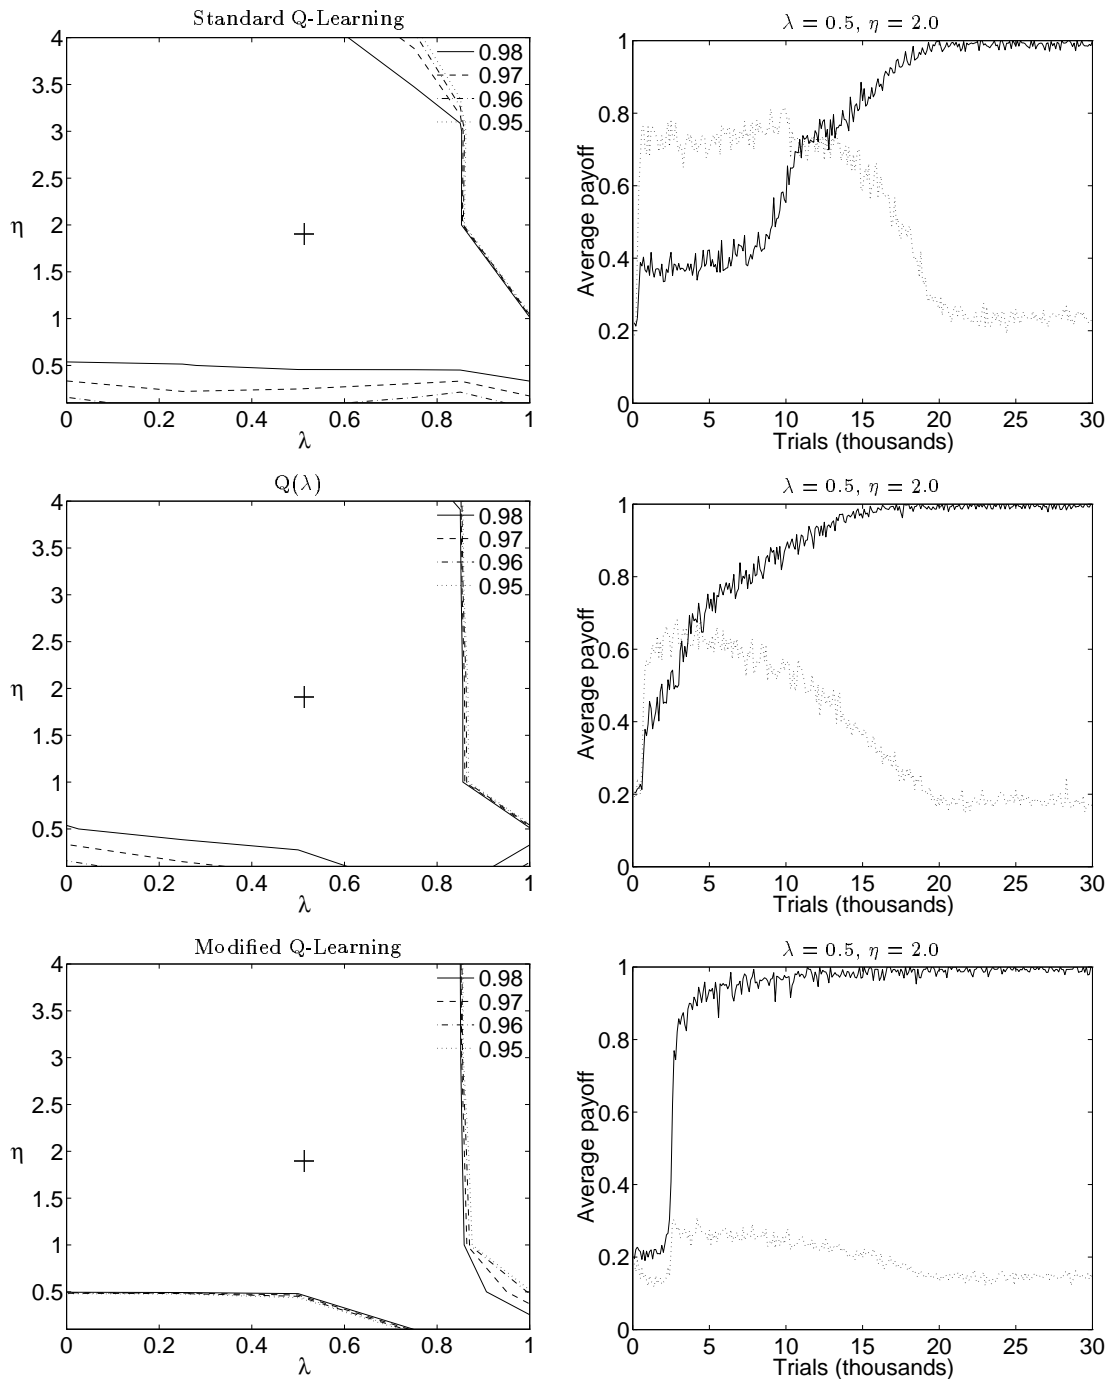 Standard Q-Learning
4
3.5
3
2.5
2
1.5
1
0.5
η
0 0.2 0.4 0.6 0.8 1
λ
0.98
0.97
0.96
0.95
λ = 0.5, η = 2.0
1
0.8
0.6
0.4
0.2
0
Average payoff
0 5 10 15 20 25 30
Trials (thousands)
Q(λ)
4
3.5
3
2.5
2
1.5
1
0.5
η
0 0.2 0.4 0.6 0.8 1
λ
0.98
0.97
0.96
0.95
λ = 0.5, η = 2.0
1
0.8
0.6
0.4
0.2
0
Average payoff
0 5 10 15 20 25 30
Trials (thousands)
Modified Q-Learning
4
3.5
3
2.5
2
1.5
1
0.5
η
0 0.2 0.4 0.6 0.8 1
λ
0.98
0.97
0.96
0.95
λ = 0.5, η = 2.0
1
0.8
0.6
0.4
0.2
0
Average payoff
0 5 10 15 20 25 30
Trials (thousands)